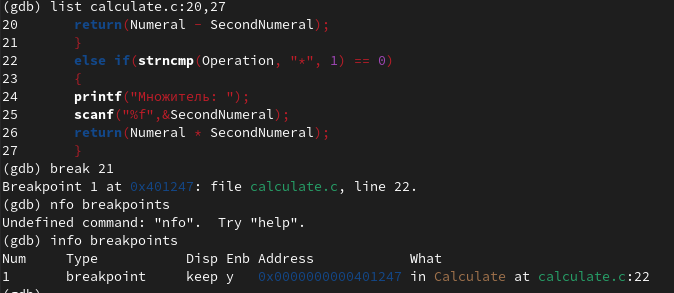 (gdb) list calculate.c:20,27
20 return(Numeral - SecondNumeral);
21 }
22 else if(strncmp(Operation, "*", 1) == 0)
23 {
24 printf("Множитель: ");
25 scanf("%f",&SecondNumeral);
26 return(Numeral * SecondNumeral);
27 }
(gdb) break 21
Breakpoint 1 at 0x401247: file calculate.c, line 22.
(gdb) nfo breakpoints
Undefined command: "nfo". Try "help".
(gdb) info breakpoints
Num Type Disp Enb Address What
1 breakpoint keep y 0x0000000000401247 in Calculate at calculate.c:22
(gdb)